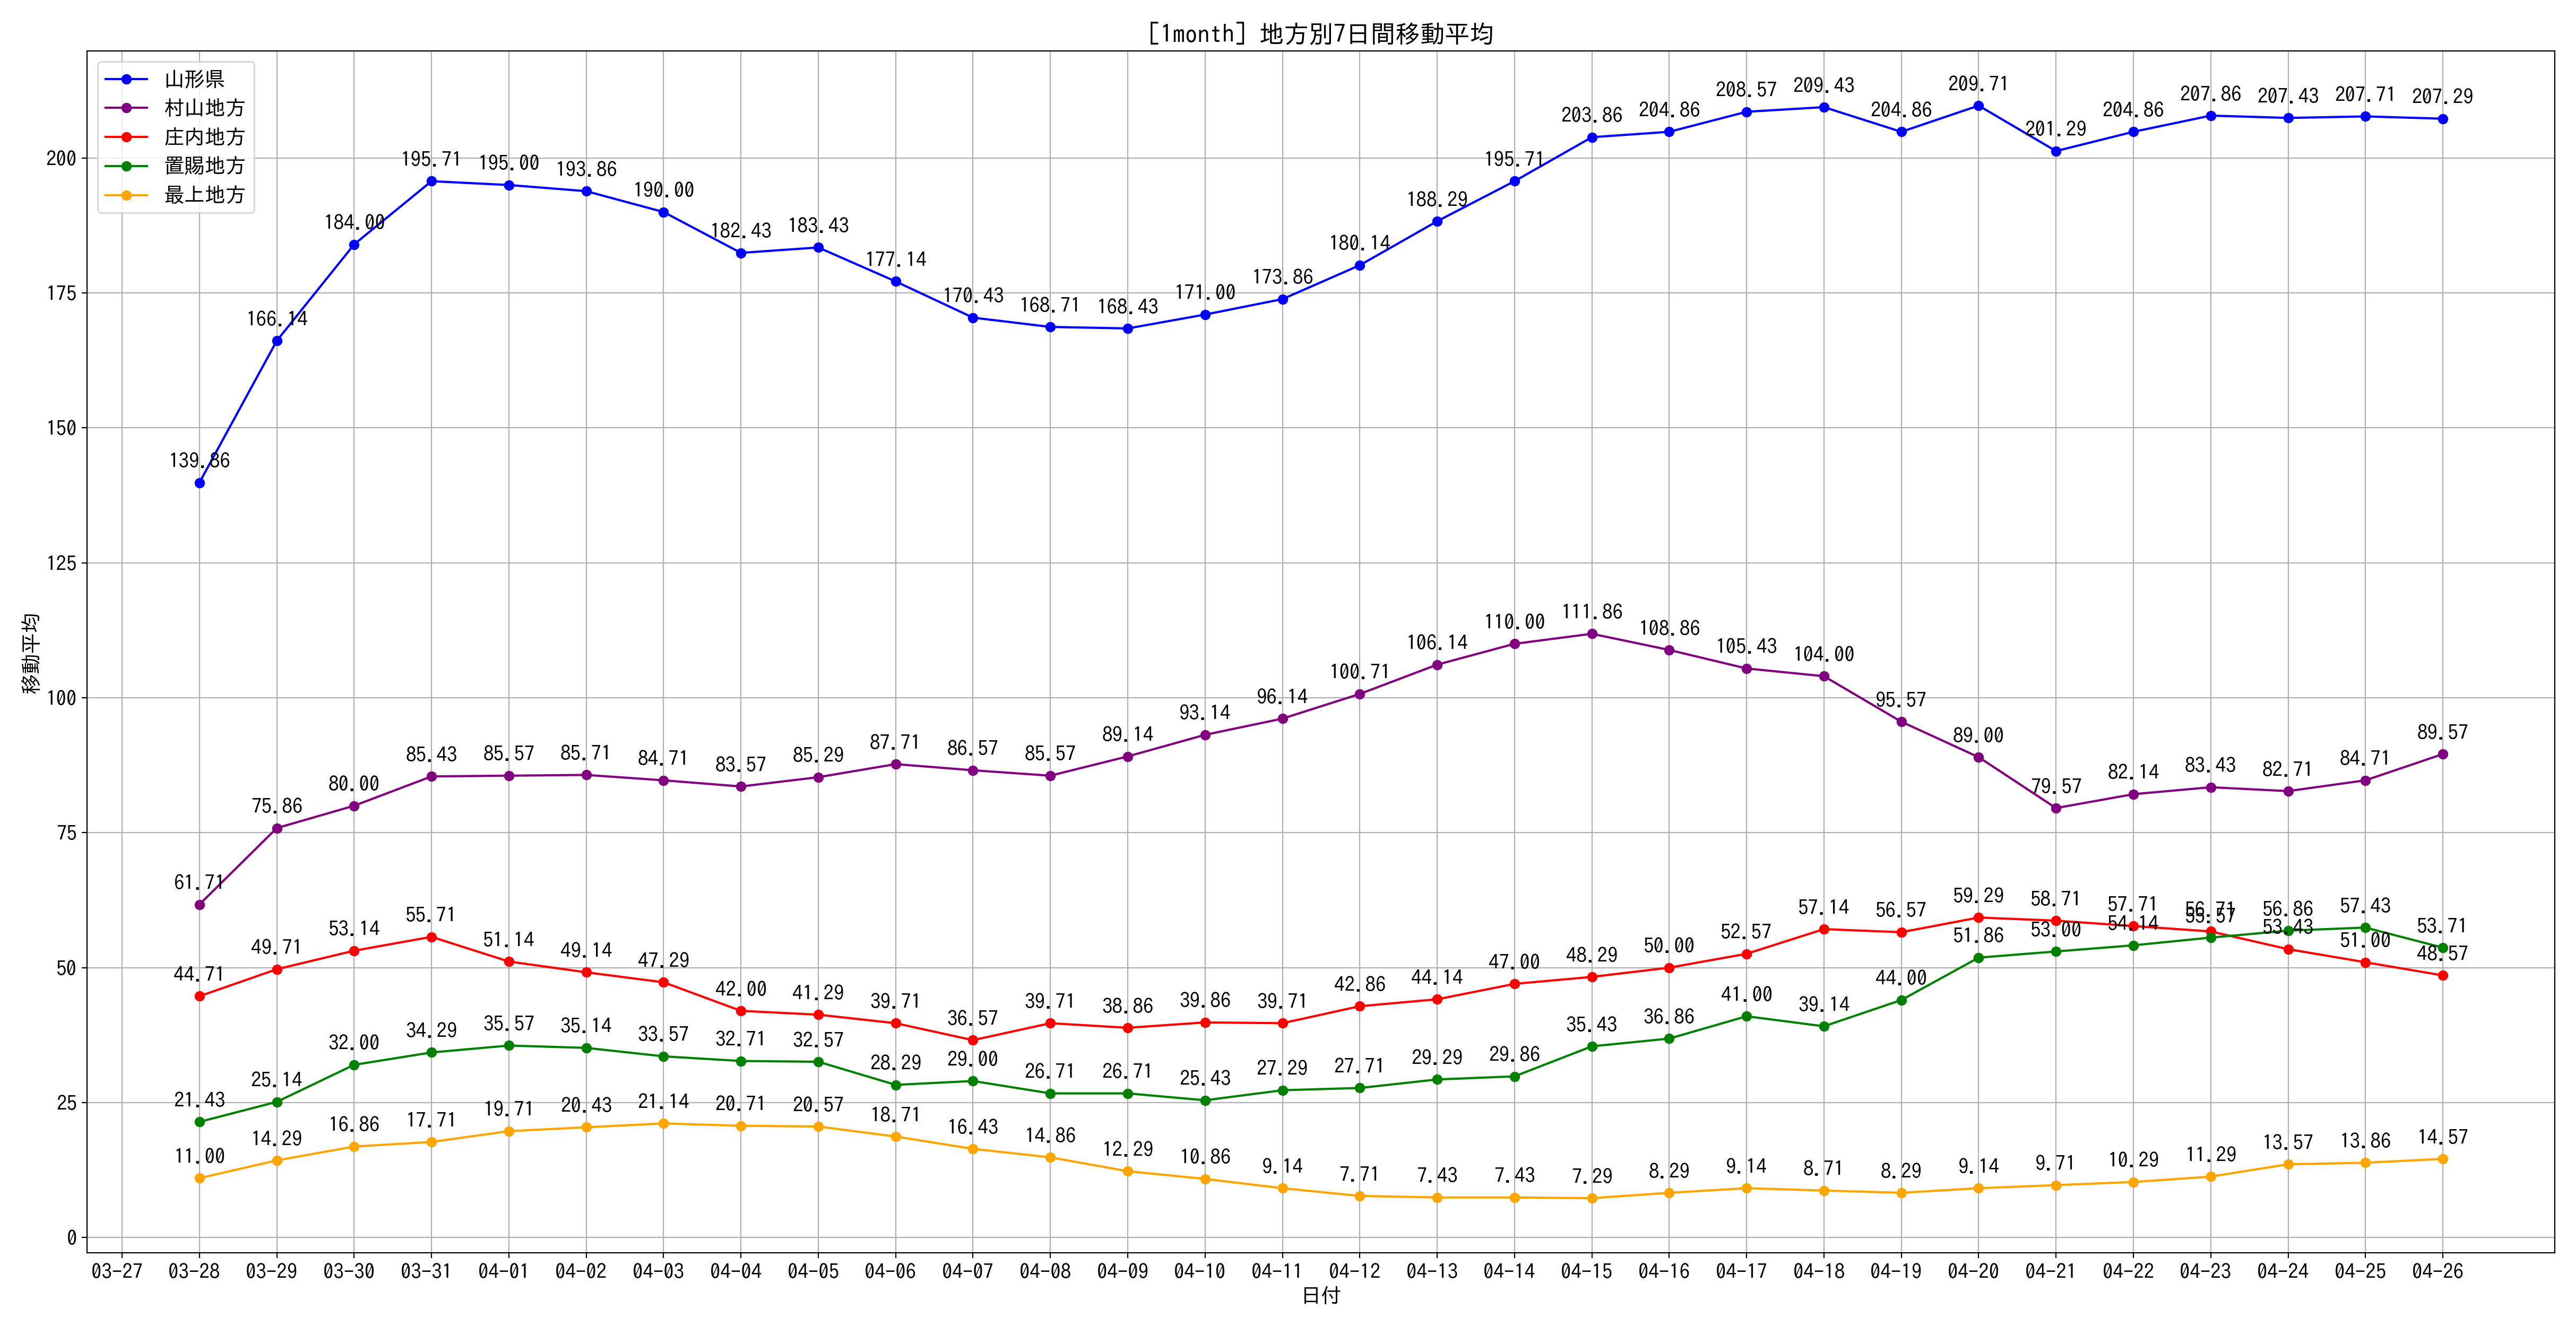 [1month] 地方別7日間移動平均
山形県
村山地方
庄内地方
置賜地方
最上地方
移動平均
200
175
150
125
100
75
50
25
0
139.86 166.14 184.00 195.71 195.00 193.86 190.00 182.43 183.43 177.14 170.43 168.71 168.43 171.00 173.86 180.14 188.29 195.71 203.86 204.86 208.57 209.43 204.86 209.71 201.29 204.86 207.86 207.43 207.71 207.29
61.71 75.86 80.00 85.43 85.57 85.71 84.71 83.57 85.29 87.71 86.57 85.57 89.14 93.14 96.14 100.71 106.14 110.00 111.86 108.86 105.43 104.00 95.57 89.00 79.57 82.14 83.43 82.71 84.71 89.57
44.71 49.71 53.14 55.71 51.14 49.14 47.29 42.00 41.29 39.71 36.57 39.71 38.86 39.86 39.71 42.86 44.14 47.00 48.29 50.00 52.57 57.14 56.57 59.29 58.71 57.71 56.71 53.43 51.00 48.57
21.43 25.14 32.00 34.29 35.57 35.14 33.57 32.71 32.57 28.29 29.00 26.71 26.71 25.43 27.29 27.71 29.29 29.86 35.43 36.86 41.00 39.14 44.00 51.86 53.00 54.14 55.57 56.86 57.43 53.71
11.00 14.29 16.86 17.71 19.71 20.43 21.14 20.71 20.57 18.71 16.43 14.86 12.29 10.86 9.14 7.71 7.43 7.43 7.29 8.29 9.14 8.71 8.29 9.14 9.71 10.29 11.29 13.57 13.86 14.57
03-27 03-28 03-29 03-30 03-31 04-01 04-02 04-03 04-04 04-05 04-06 04-07 04-08 04-09 04-10 04-11 04-12 04-13 04-14 04-15 04-16 04-17 04-18 04-19 04-20 04-21 04-22 04-23 04-24 04-25 04-26
日付